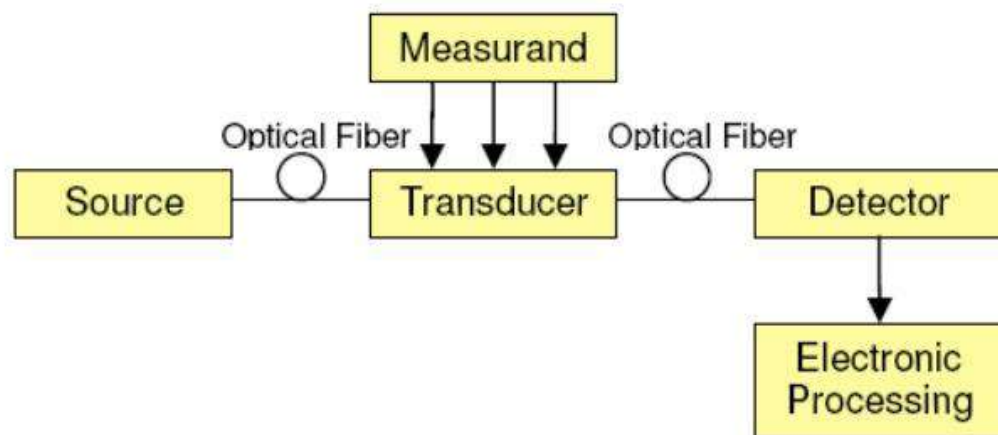 Measurand
Optical Fiber
Optical Fiber
Source
Transducer
Detector
Electronic
Processing